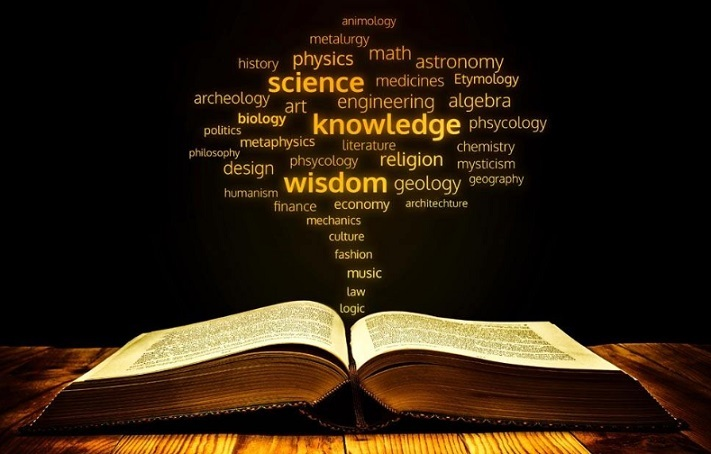 animology
metalurgy
history physics math astronomy
science medicines Etymology
archeology art engineering algebra
biology knowledge phsycology
politics metaphysics literature chemistry
philosophy phsycology religion mysticism
design wisdom geology geography
humanism finance economy architechture
mechanics
culture
fashion
music
law
logic